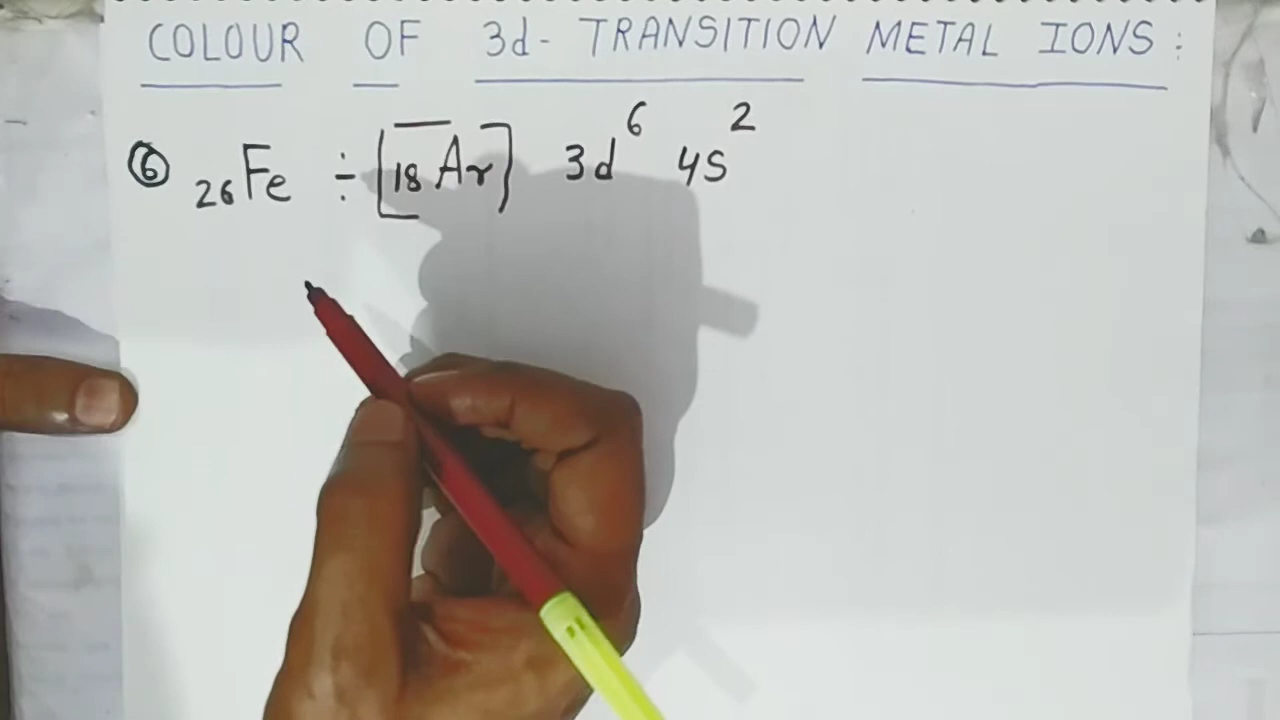 COLOUR OF 3d- TRANSITION METAL IONS:
⑥ ₂₆Fe ÷ [₁₈Ar] 3d⁶ 4s²